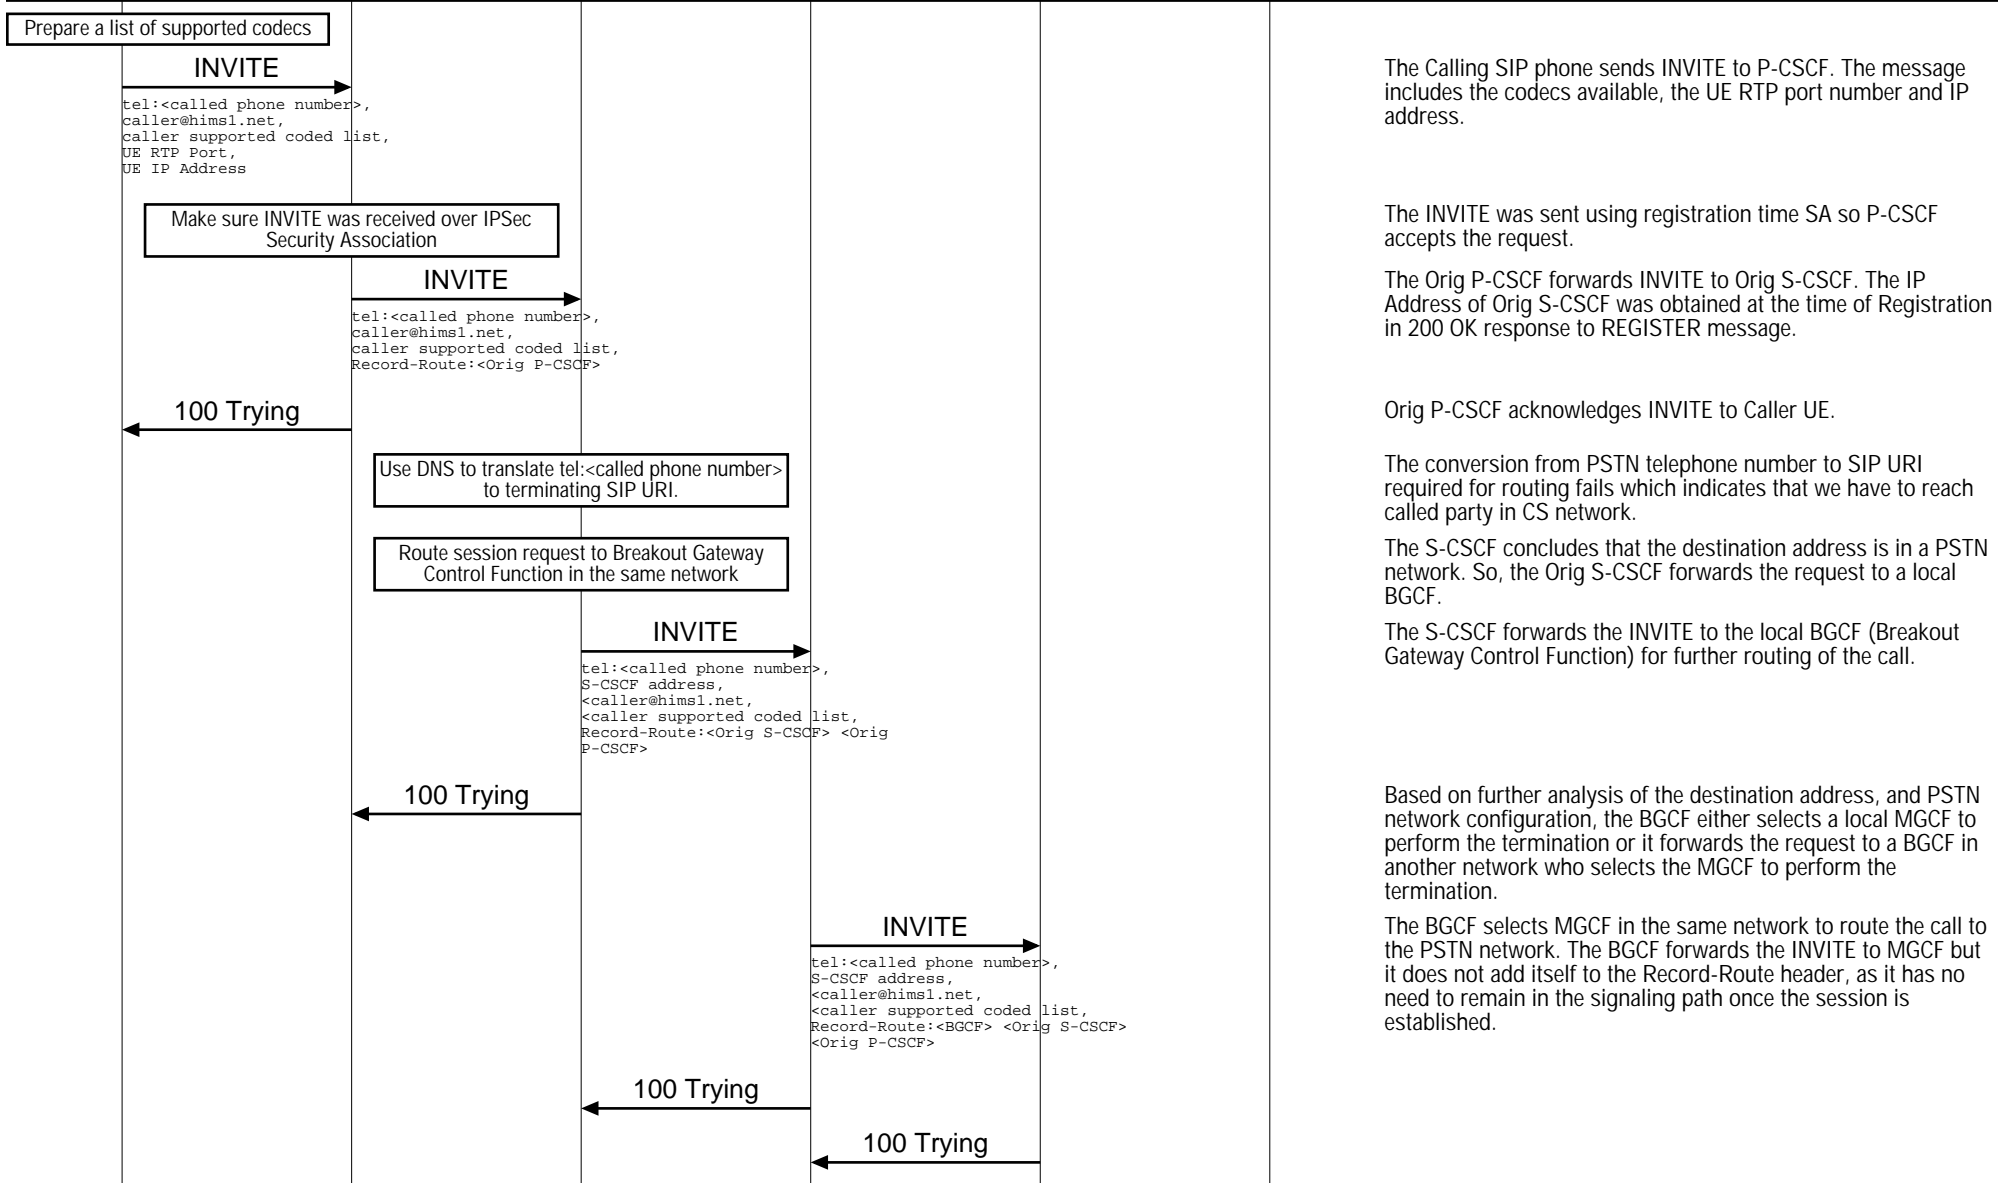 Prepare a list of supported codecs
INVITE
tel:<called phone number>,
caller@hims1.net,
caller supported coded list,
UE RTP Port,
UE IP Address
The Calling SIP phone sends INVITE to P-CSCF. The message
includes the codecs available, the UE RTP port number and IP
address.
Make sure INVITE was received over IPSec
Security Association
The INVITE was sent using registration time SA so P-CSCF
accepts the request.
INVITE
tel:<called phone number>,
caller@hims1.net,
caller supported coded list,
Record-Route:<Orig P-CSCF>
The Orig P-CSCF forwards INVITE to Orig S-CSCF. The IP
Address of Orig S-CSCF was obtained at the time of Registration
in 200 OK response to REGISTER message.
100 Trying
Orig P-CSCF acknowledges INVITE to Caller UE.
Use DNS to translate tel:<called phone number>
to terminating SIP URI.
The conversion from PSTN telephone number to SIP URI
required for routing fails which indicates that we have to reach
called party in CS network.
Route session request to Breakout Gateway
Control Function in the same network
The S-CSCF concludes that the destination address is in a PSTN
network. So, the Orig S-CSCF forwards the request to a local
BGCF.
INVITE
tel:<called phone number>,
S-CSCF address,
<caller@hims1.net,
<caller supported coded list,
Record-Route:<Orig S-CSCF> <Orig
P-CSCF>
The S-CSCF forwards the INVITE to the local BGCF (Breakout
Gateway Control Function) for further routing of the call.
100 Trying
Based on further analysis of the destination address, and PSTN
network configuration, the BGCF either selects a local MGCF to
perform the termination or it forwards the request to a BGCF in
another network who selects the MGCF to perform the
termination.
INVITE
tel:<called phone number>,
S-CSCF address,
<caller@hims1.net,
<caller supported coded list,
Record-Route:<BGCF> <Orig S-CSCF>
<Orig P-CSCF>
The BGCF selects MGCF in the same network to route the call to
the PSTN network. The BGCF forwards the INVITE to MGCF but
it does not add itself to the Record-Route header, as it has no
need to remain in the signaling path once the session is
established.
100 Trying
100 Trying